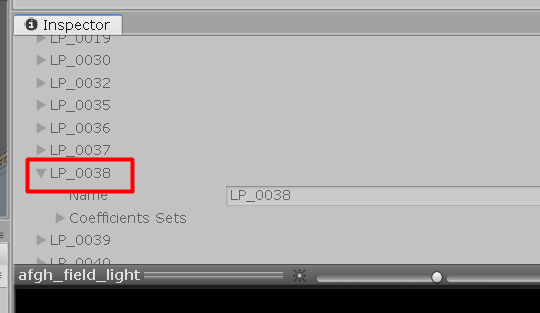 Inspector
LP_0019
LP_0030
LP_0032
LP_0035
LP_0036
LP_0037
LP_0038
Name LP_0038
Coefficients Sets
LP_0039
LP_0040
afgh_field_light